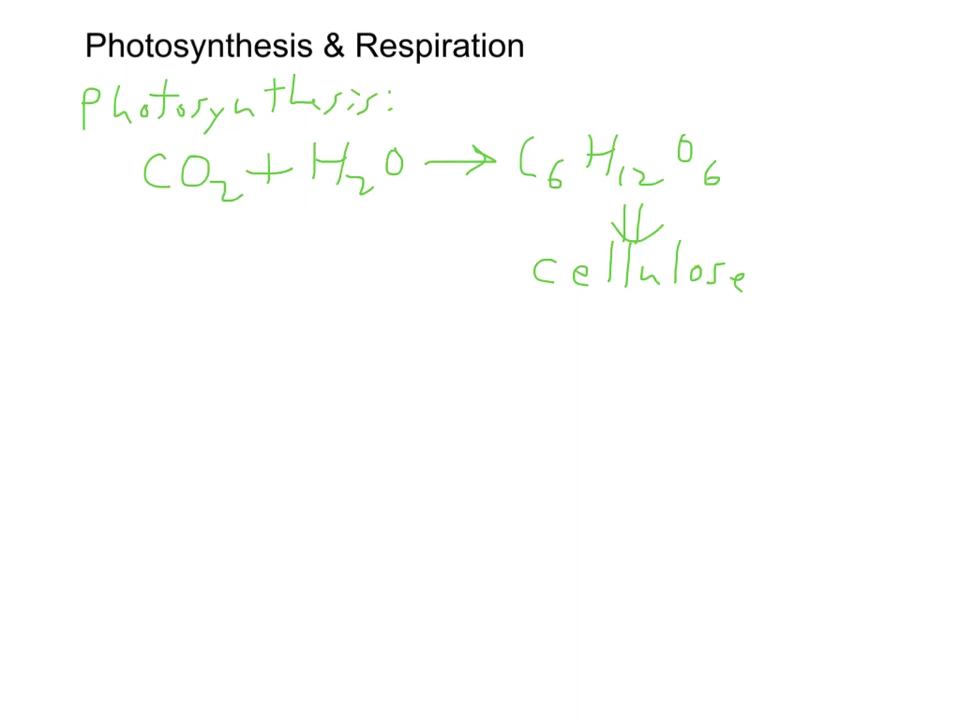 Photosynthesis & Respiration
Photosynthesis:
CO₂ + H₂O → C₆H₁₂O₆
cellulose